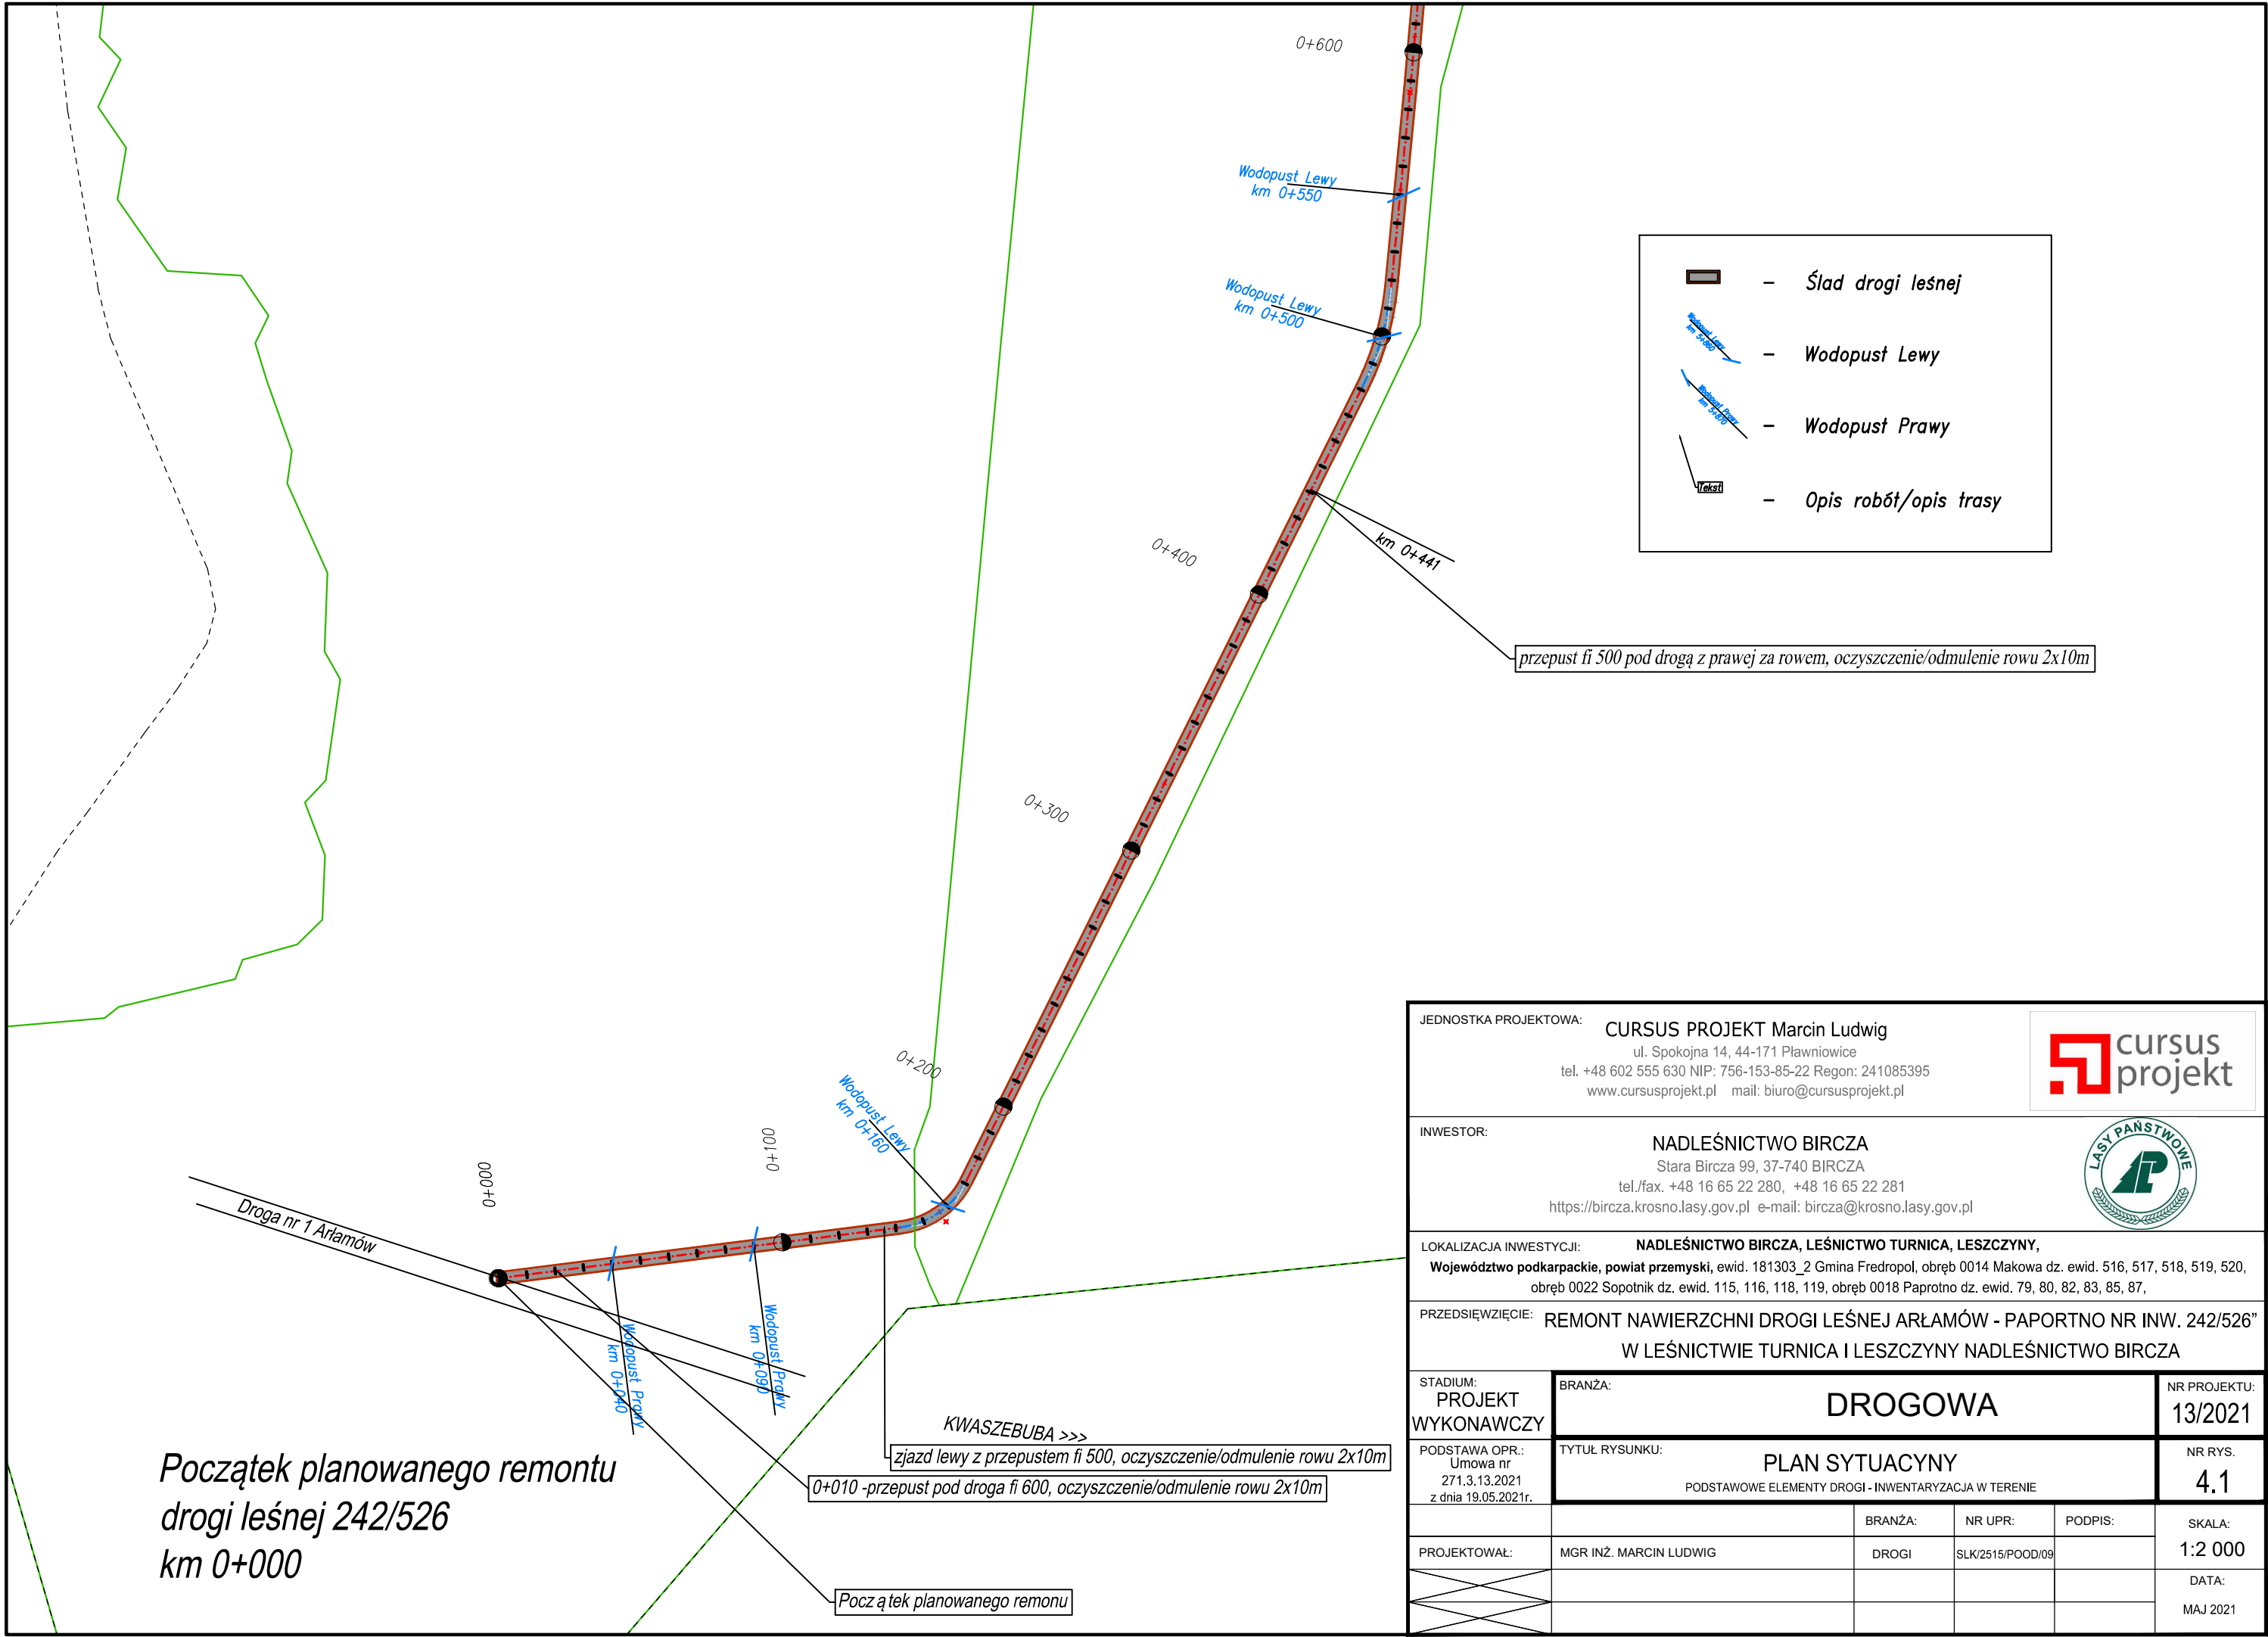 0+600
Wodopust Lewy
km 0+550
Wodopust Lewy
km 0+500
0+400
km 0+441
przepust fi 500 pod drogą z prawej za rowem, oczyszczenie/odmulenie rowu 2x10m
0+300
0+200
Wodopust Lewy
km 0+160
0+100
0+000
Droga nr 1 Arłamów
Wodopust Prawy
km 0+040
Wodopust Prawy
km 0+090
KWASZEBUBA >>>
zjazd lewy z przepustem fi 500, oczyszczenie/odmulenie rowu 2x10m
0+010 -przepust pod droga fi 600, oczyszczenie/odmulenie rowu 2x10m
Początek planowanego remonu
Początek planowanego remontu
drogi leśnej 242/526
km 0+000
– Ślad drogi leśnej
Wodopust Lewy
km 5+860
– Wodopust Lewy
Wodopust Prawy
km 5+870
– Wodopust Prawy
Tekst
– Opis robót/opis trasy
JEDNOSTKA PROJEKTOWA:
CURSUS PROJEKT Marcin Ludwig
ul. Spokojna 14, 44-171 Pławniowice
tel. +48 602 555 630 NIP: 756-153-85-22 Regon: 241085395
www.cursusprojekt.pl mail: biuro@cursusprojekt.pl
cursus
projekt
INWESTOR:
NADLEŚNICTWO BIRCZA
Stara Bircza 99, 37-740 BIRCZA
tel./fax. +48 16 65 22 280, +48 16 65 22 281
https://bircza.krosno.lasy.gov.pl e-mail: bircza@krosno.lasy.gov.pl
LASY PAŃSTWOWE
LOKALIZACJA INWESTYCJI: NADLEŚNICTWO BIRCZA, LEŚNICTWO TURNICA, LESZCZYNY,
Województwo podkarpackie, powiat przemyski, ewid. 181303_2 Gmina Fredropol, obręb 0014 Makowa dz. ewid. 516, 517, 518, 519, 520,
obręb 0022 Sopotnik dz. ewid. 115, 116, 118, 119, obręb 0018 Paprotno dz. ewid. 79, 80, 82, 83, 85, 87,
PRZEDSIĘWZIĘCIE: REMONT NAWIERZCHNI DROGI LEŚNEJ ARŁAMÓW - PAPORTNO NR INW. 242/526”
W LEŚNICTWIE TURNICA I LESZCZYNY NADLEŚNICTWO BIRCZA
STADIUM:
PROJEKT
WYKONAWCZY
BRANŻA:
DROGOWA
NR PROJEKTU:
13/2021
PODSTAWA OPR.:
Umowa nr
271.3.13.2021
z dnia 19.05.2021r.
TYTUŁ RYSUNKU:
PLAN SYTUACYNY
PODSTAWOWE ELEMENTY DROGI - INWENTARYZACJA W TERENIE
NR RYS.
4.1
BRANŻA: NR UPR: PODPIS:
SKALA:
1:2 000
PROJEKTOWAŁ: MGR INŻ. MARCIN LUDWIG DROGI SLK/2515/POOD/09
DATA:
MAJ 2021